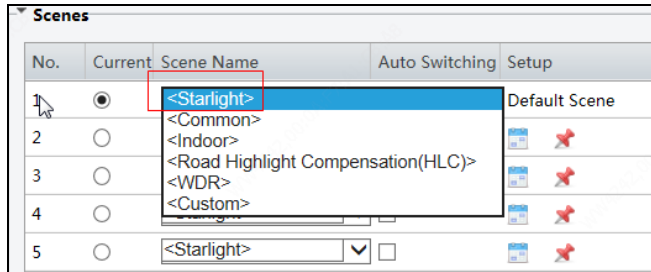 Scenes
No. Current Scene Name Auto Switching Setup
1 <Starlight> Default Scene
<Common>
2 <Indoor>
<Road Highlight Compensation(HLC)>
3 <WDR>
4 <Custom>
5 <Starlight>